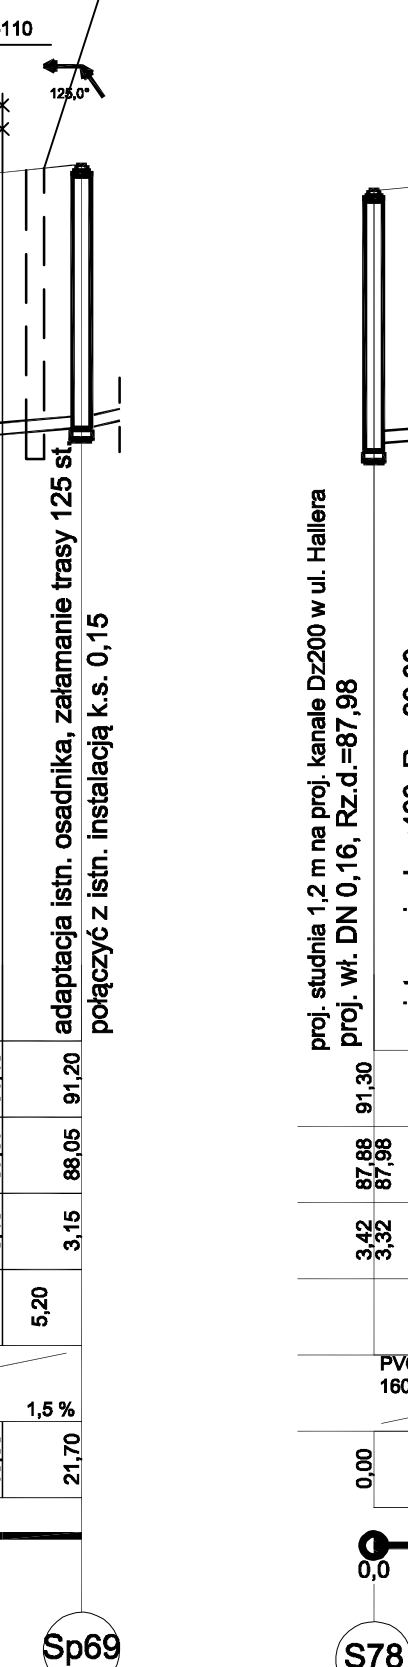 110
125,0°
adaptacja istn. osadnika, załamanie trasy 125 st.
połączyć z istn. instalacją k.s. 0,15
91,20
88,05
3,15
5,20
1,5 %
21,70
Sp69
proj. studnia 1,2 m na proj. kanale Dz200 w ul. Hallera
proj. wł. DN 0,16, Rz.d.=87,98
91,30
87,88
87,98
3,42
3,32
160
0,00
0,0
S78